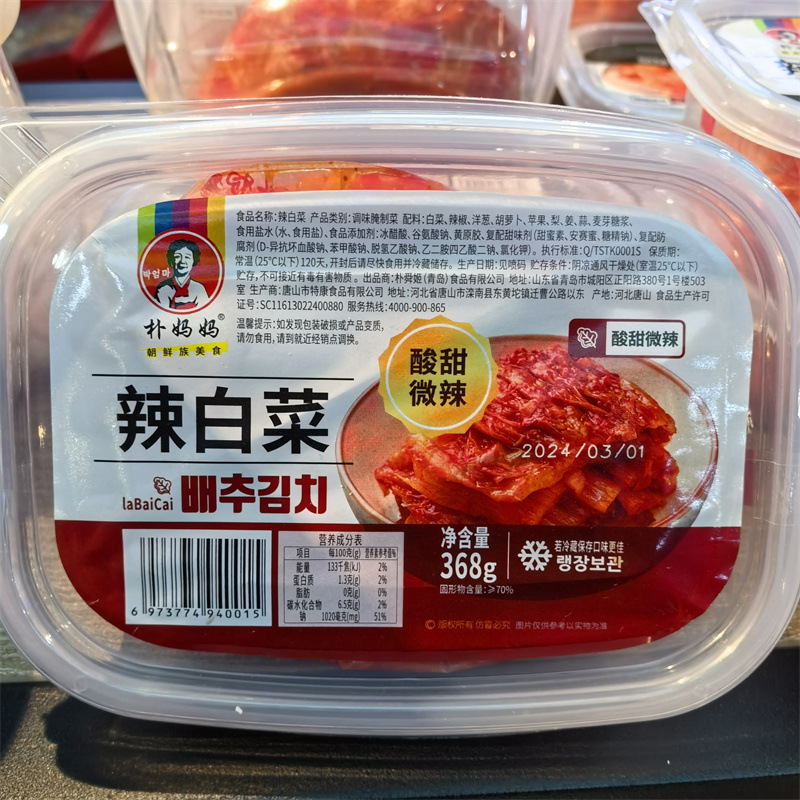 食品名称:辣白菜 产品类别:调味腌制菜 配料:白菜、辣椒、洋葱、胡萝卜、苹果、梨、姜、蒜、麦芽糖浆、
食用盐水(水、食用盐)、食品添加剂:冰醋酸、谷氨酸钠、黄原胶、复配甜味剂(甜蜜素、安赛蜜、糖精钠)、复配防
腐剂(D-异抗坏血酸钠、苯甲酸钠、脱氢乙酸钠、乙二胺四乙酸二钠、氯化钾)。执行标准:Q/TSTK0001S 保质期:
常温(25℃以下)120天,开封后请尽快食用并冷藏储存。生产日期:见喷码 贮存条件:阴凉通风干燥处(室温25℃以下)
贮存,不可接近有毒有害物质。出品商:朴舜姬(青岛)食品有限公司 地址:山东省青岛市城阳区正阳路380号1号楼503
室 生产商:唐山市特康食品有限公司 地址:河北省唐山市滦南县东黄坨镇迁曹公路以东 产地:河北唐山 食品生产许可
证号:SC11613022400880 服务热线:4000-900-865
温馨提示:如发现包装破损或产品变质,
请勿食用,请到就近经销点调换。
박엄마
朴妈妈®
朝鲜族美食
酸甜
微辣
酸甜微辣
辣白菜
laBaiCai 배추김치
2024/03/01
营养成分表
项目 每100克(g) 营养素参考值%
能量 133千焦(kJ) 2%
蛋白质 1.3克(g) 2%
脂肪 0克(g) 0%
碳水化合物 6.5克(g) 2%
钠 1020毫克(mg) 51%
6 973774 940015
净含量
368g
固形物含量:≥70%
若冷藏保存口味更佳
랭장보관
©版权所有 仿冒必究 图片仅供参考以实物为准